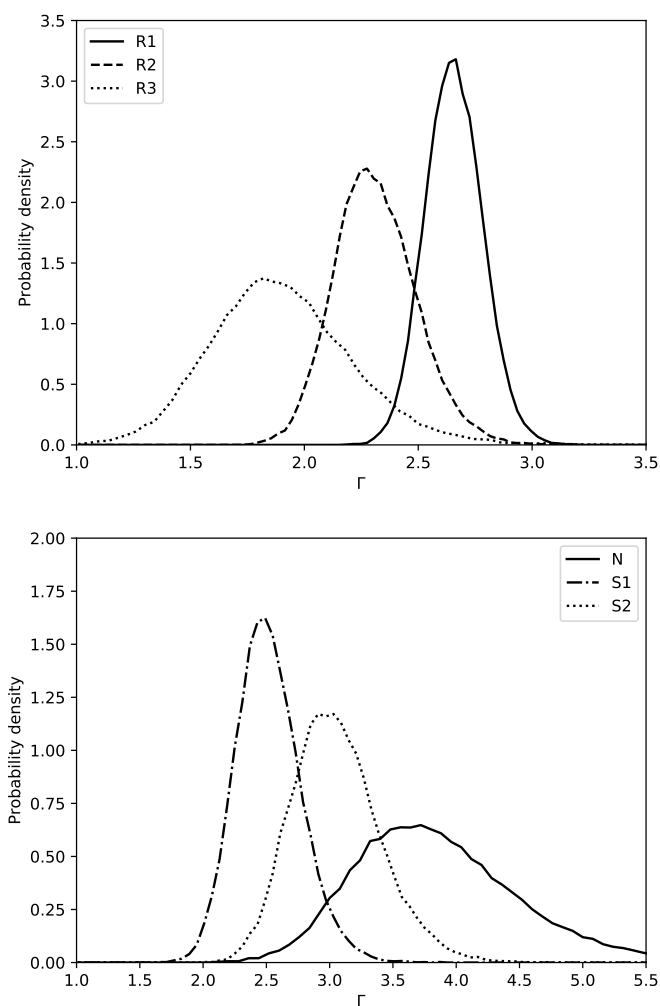 3.5
3.0
2.5
2.0
1.5
1.0
0.5
0.0
Probability density
R1
R2
R3
1.0 1.5 2.0 2.5 3.0 3.5
Γ
2.00
1.75
1.50
1.25
1.00
0.75
0.50
0.25
0.00
Probability density
N
S1
S2
1.0 1.5 2.0 2.5 3.0 3.5 4.0 4.5 5.0 5.5
Γ